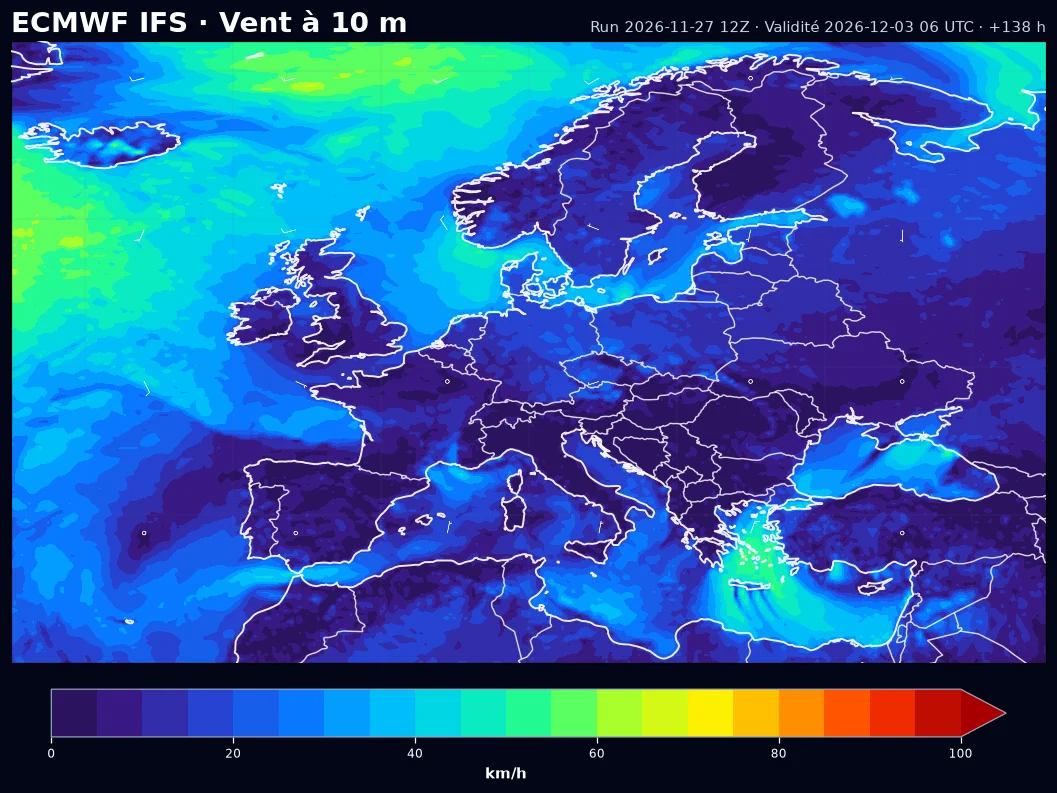 ECMWF IFS · Vent à 10 m
Run 2026-11-27 12Z · Validité 2026-12-03 06 UTC · +138 h
0 20 40 60 80 100
km/h